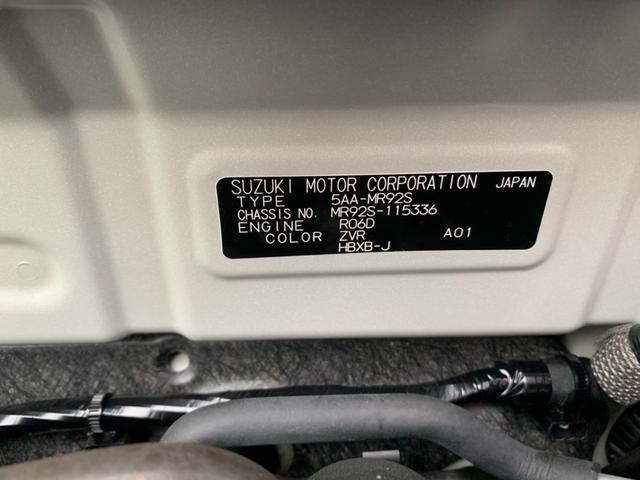 SUZUKI MOTOR CORPORATION JAPAN
TYPE 5AA-MR92S
CHASSIS NO. MR92S-115336
ENGINE R06D
COLOR ZVR A01
HBXB-J